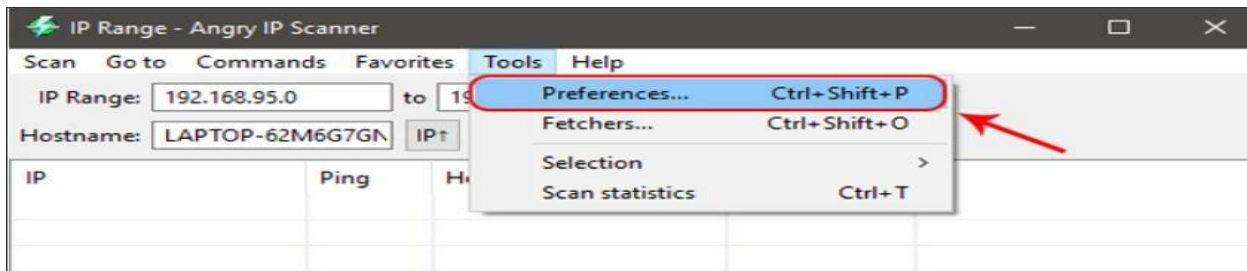 IP Range - Angry IP Scanner
Scan Go to Commands Favorites Tools Help
IP Range: 192.168.95.0 to
Preferences... Ctrl+Shift+P
Hostname: LAPTOP-62M6G7GN IP↑
Fetchers... Ctrl+Shift+O
Selection >
Scan statistics Ctrl+T
IP Ping